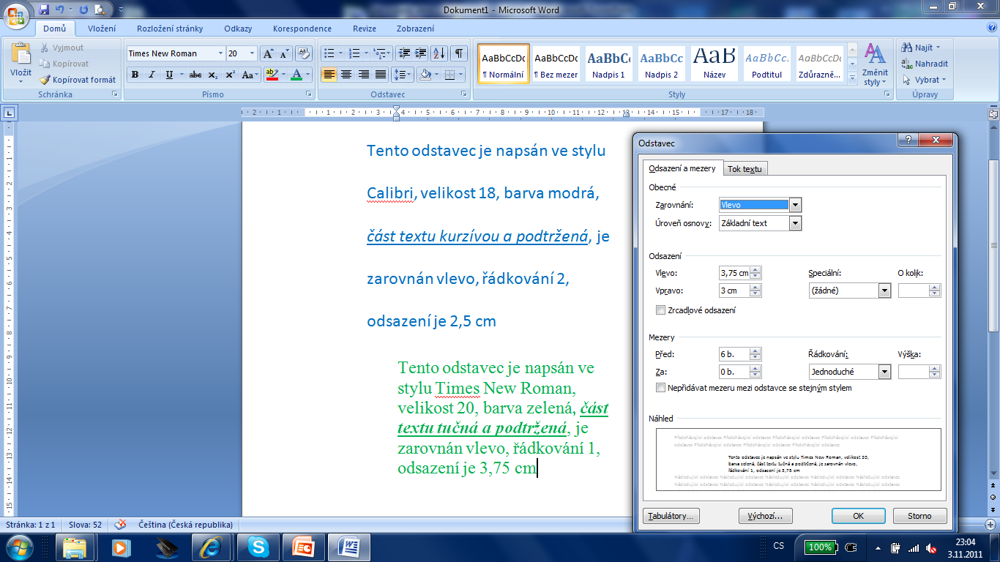 Dokument1 - Microsoft Word
Domů Vložení Rozložení stránky Odkazy Korespondence Revize Zobrazení
Vložit
Vyjmout
Kopírovat
Kopírovat formát
Schránka
Times New Roman 20
B I U abc x₂ x² Aa ab A
Písmo
Odstavec
AaBbCcDc AaBbCcDc AaBbCc AaBbCc AaB AaBbCc. AaBbCcDc
¶ Normální ¶ Bez mezer Nadpis 1 Nadpis 2 Název Podtitul Zdůrazně...
Změnit styly
Styly
Najít
Nahradit
Vybrat
Úpravy
2 1 1 2 3 4 5 6 7 8 9 10 11 12 13 14 15 17 18
Tento odstavec je napsán ve stylu
Calibri, velikost 18, barva modrá,
část textu kurzívou a podtržená, je
zarovnán vlevo, řádkování 2,
odsazení je 2,5 cm
Tento odstavec je napsán ve
stylu Times New Roman,
velikost 20, barva zelená, část
textu tučná a podtržená, je
zarovnán vlevo, řádkování 1,
odsazení je 3,75 cm
Odstavec
Odsazení a mezery Tok textu
Obecné
Zarovnání: Vlevo
Úroveň osnovy: Základní text
Odsazení
Vlevo: 3,75 cm Speciální: O kolik:
Vpravo: 3 cm (žádné)
Zrcadlové odsazení
Mezery
Před: 6 b. Řádkování: Výška:
Za: 0 b. Jednoduché
Nepřidávat mezeru mezi odstavce se stejným stylem
Náhled
Předcházející odstavec Předcházející odstavec Předcházející odstavec Předcházející odstavec Předcházející
odstavec Předcházející odstavec Předcházející odstavec Předcházející odstavec
Tento odstavec je napsán ve stylu Times New Roman, velikost 20,
barva zelená, část textu tučná a podtržená, je zarovnán vlevo,
řádkování 1, odsazení je 3,75 cm
Následující odstavec Následující odstavec Následující odstavec Následující odstavec Následující odstavec
Následující odstavec Následující odstavec Následující odstavec Následující odstavec Následující odstavec
Tabulátory... Výchozí... OK Storno
Stránka: 1 z 1 Slova: 52 Čeština (Česká republika)
CS 100% 23:04
3.11.2011